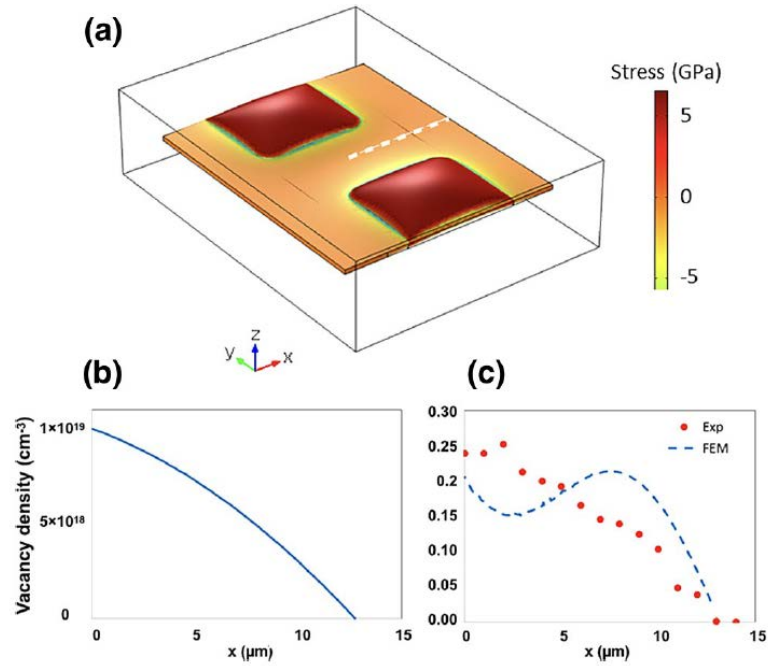 (a)
Stress (GPa)
5
0
-5
z
y
x
(b)
(c)
Vacancy density (cm⁻³)
1×10¹⁹
5×10¹⁸
0
0
5
10
15
x (μm)
0.30
0.25
0.2
0.15
0.10
0.05
0.00
Exp
FEM
0
5
10
15
x (μm)